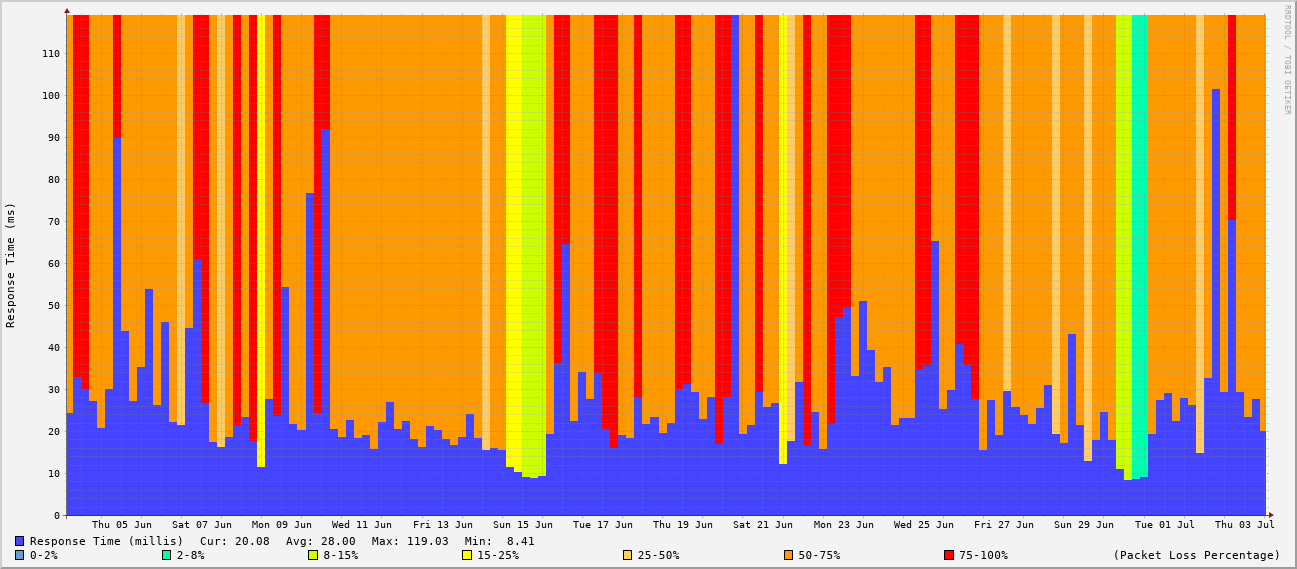 RRDTOOL / TOBI OETIKER
Response Time (ms)
110
100
90
80
70
60
50
40
30
20
10
0
Thu 05 Jun Sat 07 Jun Mon 09 Jun Wed 11 Jun Fri 13 Jun Sun 15 Jun Tue 17 Jun Thu 19 Jun Sat 21 Jun Mon 23 Jun Wed 25 Jun Fri 27 Jun Sun 29 Jun Tue 01 Jul Thu 03 Jul
Response Time (millis) Cur: 20.08 Avg: 28.00 Max: 119.03 Min: 8.41
0-2% 2-8% 8-15% 15-25% 25-50% 50-75% 75-100% (Packet Loss Percentage)